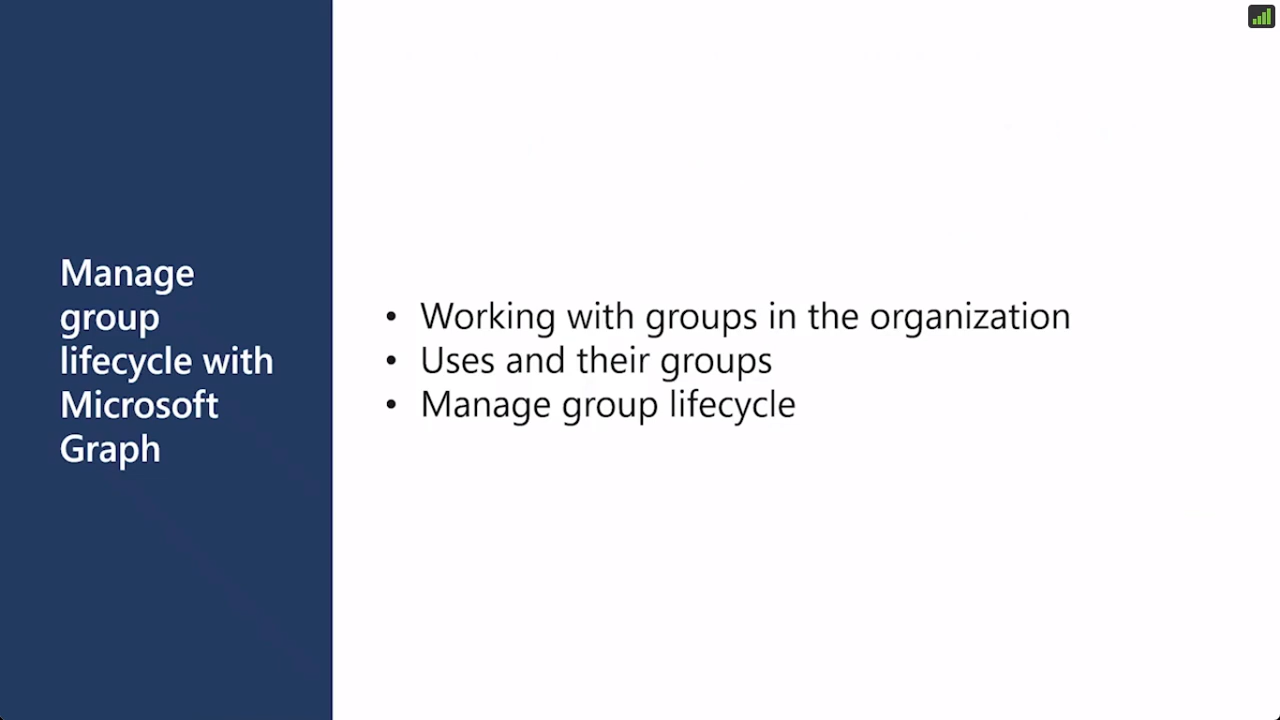 Manage
group
lifecycle with
Microsoft
Graph
• Working with groups in the organization
• Uses and their groups
• Manage group lifecycle